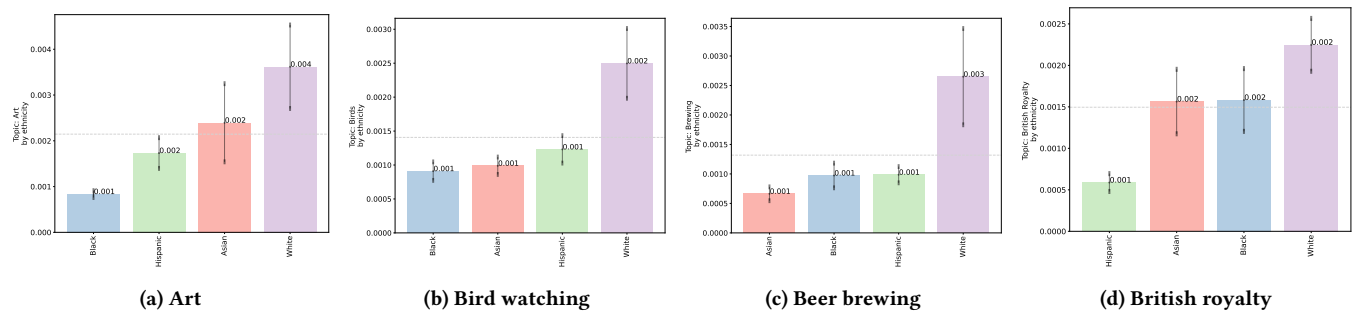 Topic: Art
by ethnicity
0.004
0.003
0.002
0.001
0.000
0.001
0.002
0.002
0.004
Black
Hispanic
Asian
White
(a) Art
Topic: Birds
by ethnicity
0.0030
0.0025
0.0020
0.0015
0.0010
0.0005
0.0000
0.001
0.001
0.001
0.002
Black
Asian
Hispanic
White
(b) Bird watching
Topic: Brewing
by ethnicity
0.0035
0.0030
0.0025
0.0020
0.0015
0.0010
0.0005
0.0000
0.001
0.001
0.001
0.003
Asian
Black
Hispanic
White
(c) Beer brewing
Topic: British Royalty
by ethnicity
0.0025
0.0020
0.0015
0.0010
0.0005
0.0000
0.001
0.002
0.002
0.002
Hispanic
Asian
Black
White
(d) British royalty